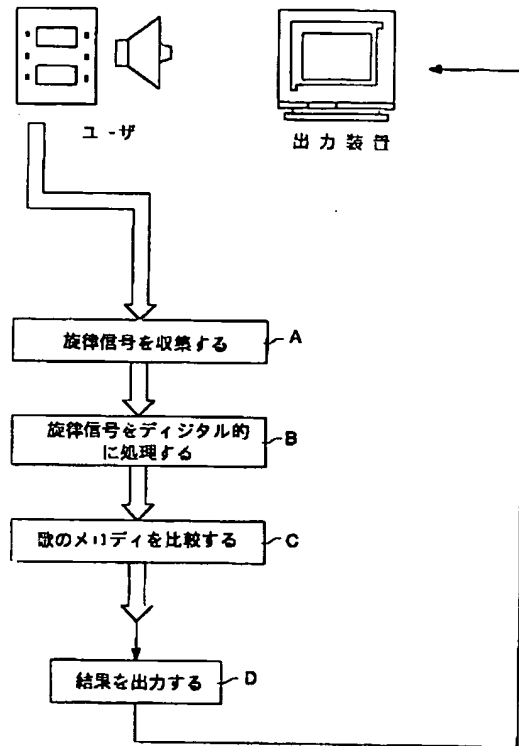 ユ-ザ
出力装置
旋律信号を収集する
A
旋律信号をディジタル的
に処理する
B
歌のメロディを比較する
C
結果を出力する
D